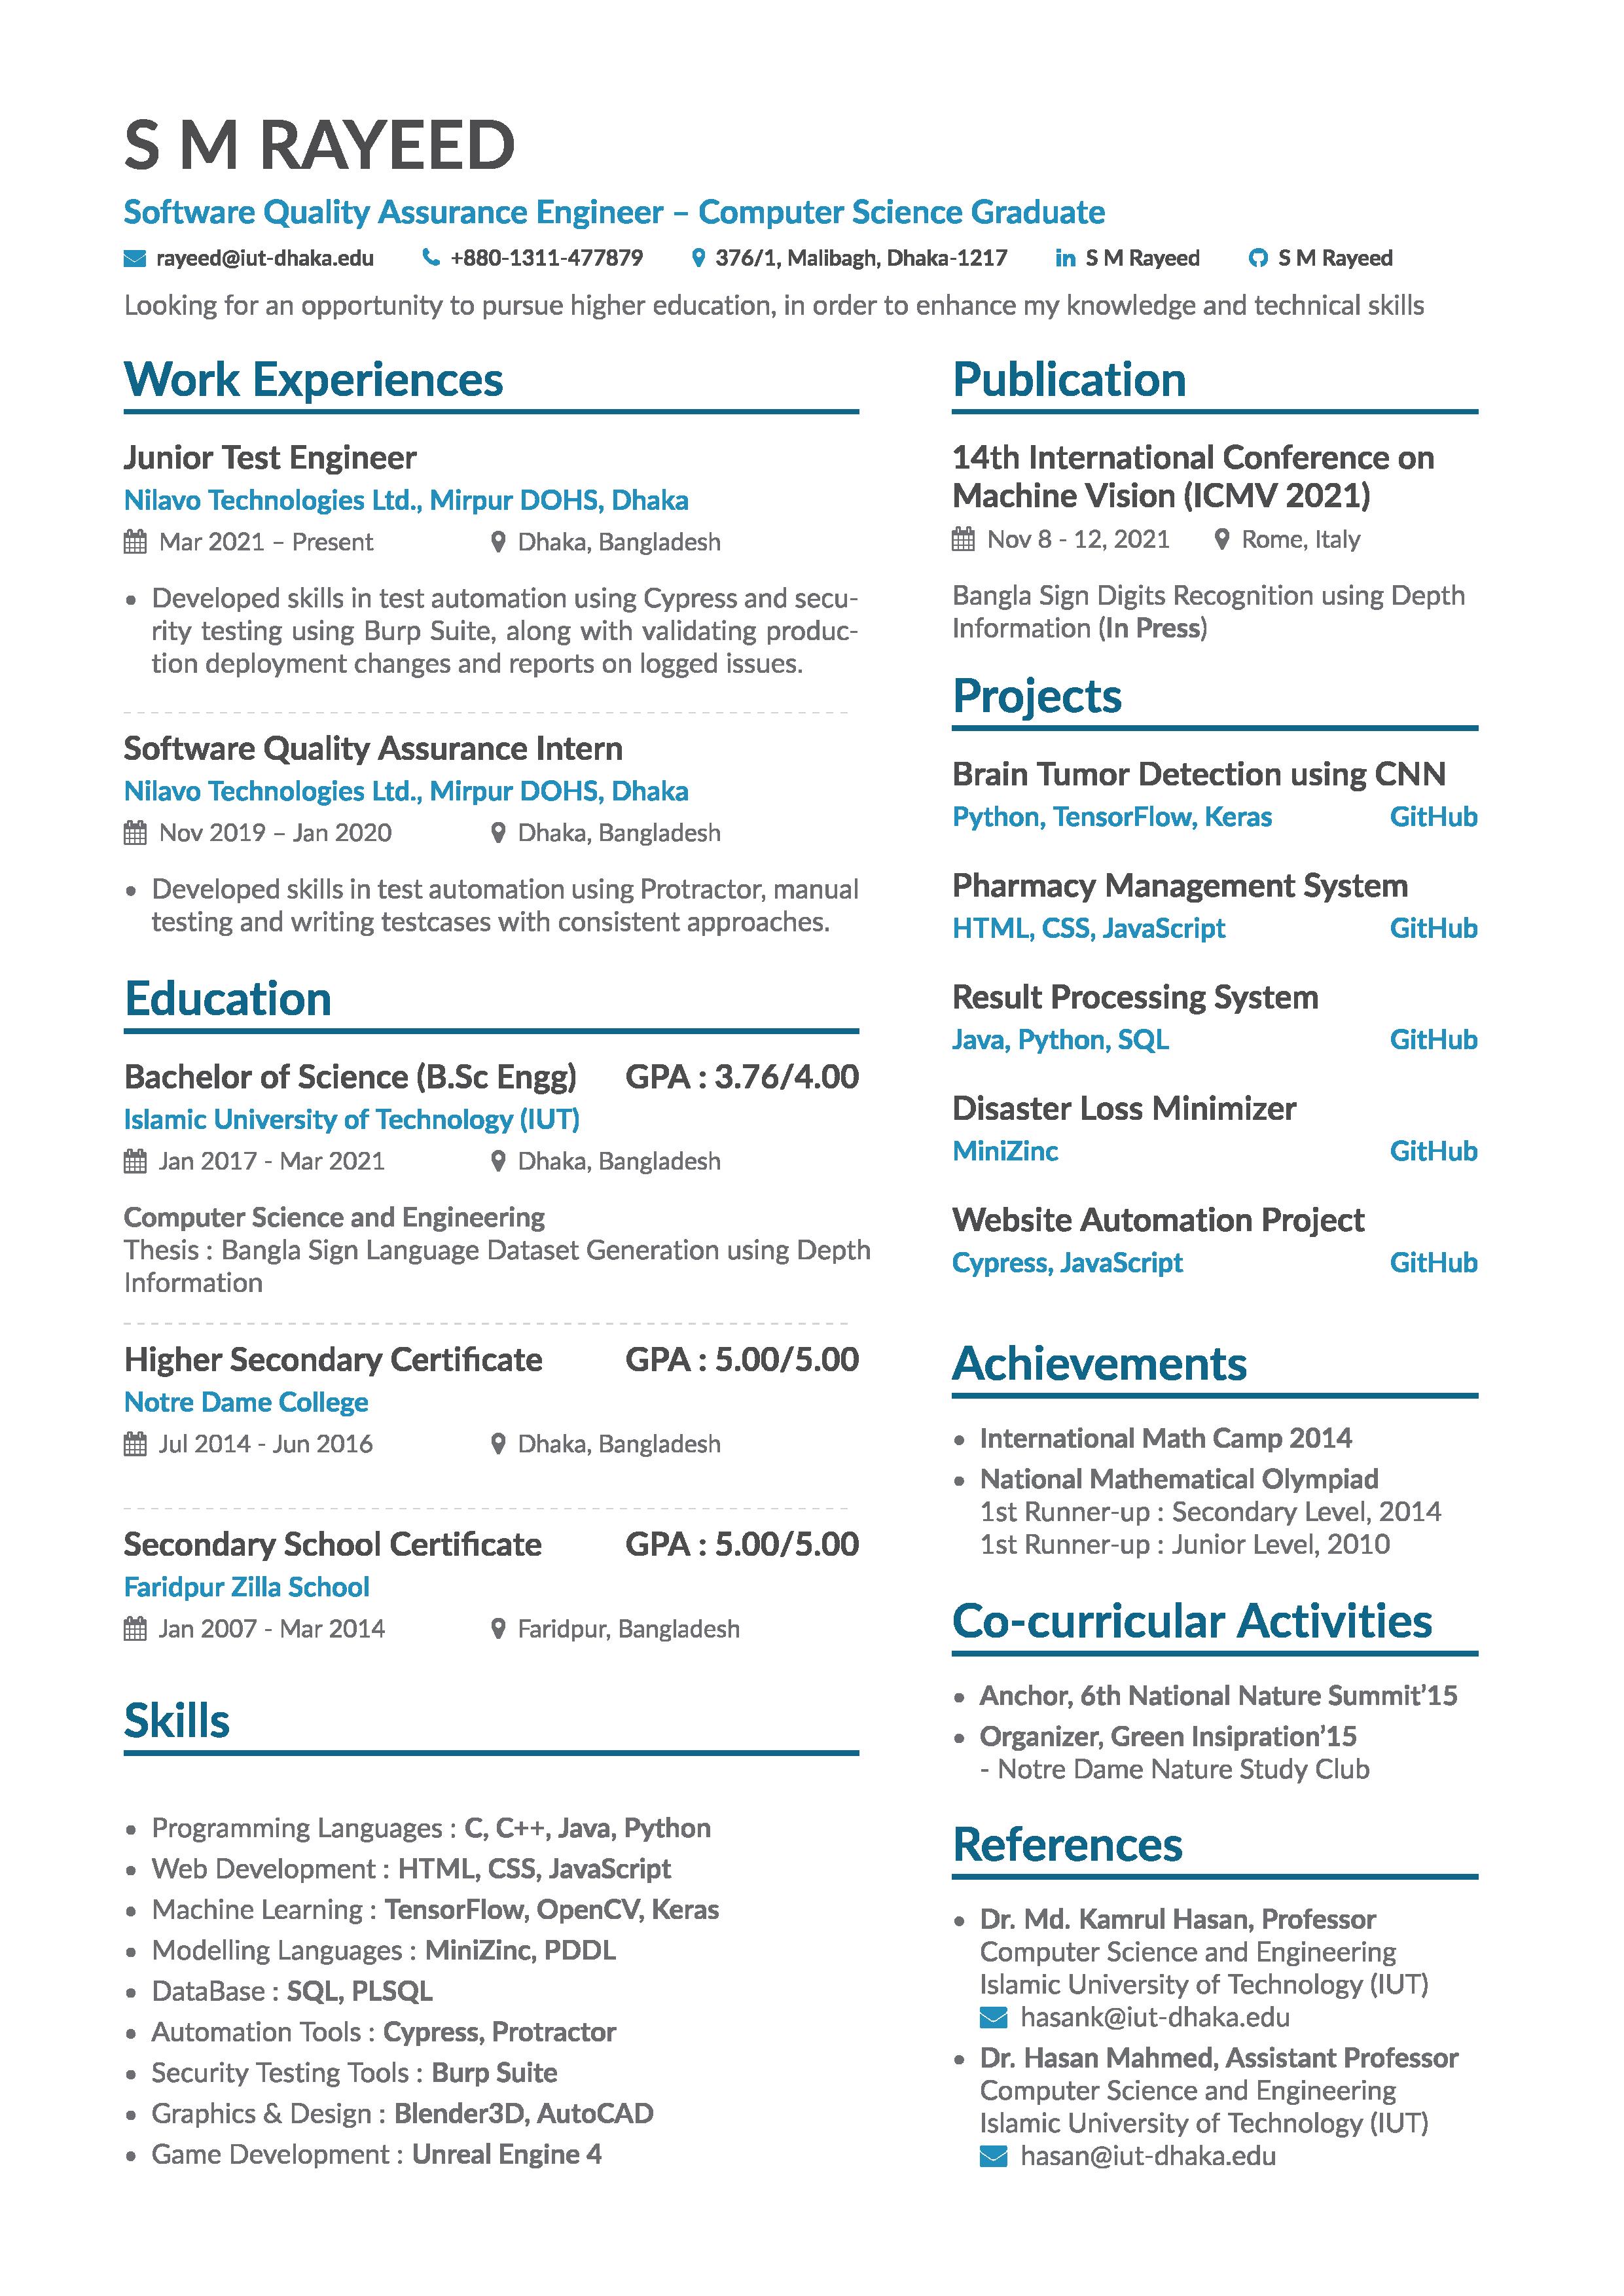 S M RAYEED
Software Quality Assurance Engineer – Computer Science Graduate
rayeed@iut-dhaka.edu +880-1311-477879 376/1, Malibagh, Dhaka-1217 S M Rayeed S M Rayeed
Looking for an opportunity to pursue higher education, in order to enhance my knowledge and technical skills
Work Experiences
Junior Test Engineer
Nilavo Technologies Ltd., Mirpur DOHS, Dhaka
Mar 2021 – Present Dhaka, Bangladesh
• Developed skills in test automation using Cypress and secu-
rity testing using Burp Suite, along with validating produc-
tion deployment changes and reports on logged issues.
Software Quality Assurance Intern
Nilavo Technologies Ltd., Mirpur DOHS, Dhaka
Nov 2019 – Jan 2020 Dhaka, Bangladesh
• Developed skills in test automation using Protractor, manual
testing and writing testcases with consistent approaches.
Education
Bachelor of Science (B.Sc Engg) GPA : 3.76/4.00
Islamic University of Technology (IUT)
Jan 2017 - Mar 2021 Dhaka, Bangladesh
Computer Science and Engineering
Thesis : Bangla Sign Language Dataset Generation using Depth
Information
Higher Secondary Certificate GPA : 5.00/5.00
Notre Dame College
Jul 2014 - Jun 2016 Dhaka, Bangladesh
Secondary School Certificate GPA : 5.00/5.00
Faridpur Zilla School
Jan 2007 - Mar 2014 Faridpur, Bangladesh
Skills
• Programming Languages : C, C++, Java, Python
• Web Development : HTML, CSS, JavaScript
• Machine Learning : TensorFlow, OpenCV, Keras
• Modelling Languages : MiniZinc, PDDL
• DataBase : SQL, PLSQL
• Automation Tools : Cypress, Protractor
• Security Testing Tools : Burp Suite
• Graphics & Design : Blender3D, AutoCAD
• Game Development : Unreal Engine 4
Publication
14th International Conference on
Machine Vision (ICMV 2021)
Nov 8 - 12, 2021 Rome, Italy
Bangla Sign Digits Recognition using Depth
Information (In Press)
Projects
Brain Tumor Detection using CNN
Python, TensorFlow, Keras GitHub
Pharmacy Management System
HTML, CSS, JavaScript GitHub
Result Processing System
Java, Python, SQL GitHub
Disaster Loss Minimizer
MiniZinc GitHub
Website Automation Project
Cypress, JavaScript GitHub
Achievements
• International Math Camp 2014
• National Mathematical Olympiad
1st Runner-up : Secondary Level, 2014
1st Runner-up : Junior Level, 2010
Co-curricular Activities
• Anchor, 6th National Nature Summit’15
• Organizer, Green Insipration’15
- Notre Dame Nature Study Club
References
• Dr. Md. Kamrul Hasan, Professor
Computer Science and Engineering
Islamic University of Technology (IUT)
hasank@iut-dhaka.edu
• Dr. Hasan Mahmed, Assistant Professor
Computer Science and Engineering
Islamic University of Technology (IUT)
hasan@iut-dhaka.edu